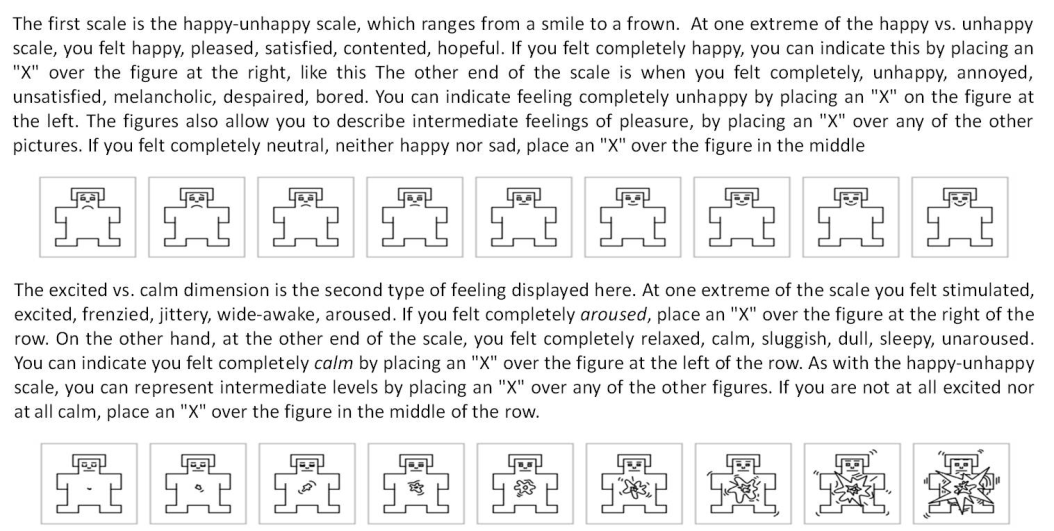 The first scale is the happy-unhappy scale, which ranges from a smile to a frown. At one extreme of the happy vs. unhappy
scale, you felt happy, pleased, satisfied, contented, hopeful. If you felt completely happy, you can indicate this by placing an
"X" over the figure at the right, like this The other end of the scale is when you felt completely, unhappy, annoyed,
unsatisfied, melancholic, despaired, bored. You can indicate feeling completely unhappy by placing an "X" on the figure at
the left. The figures also allow you to describe intermediate feelings of pleasure, by placing an "X" over any of the other
pictures. If you felt completely neutral, neither happy nor sad, place an "X" over the figure in the middle
The excited vs. calm dimension is the second type of feeling displayed here. At one extreme of the scale you felt stimulated,
excited, frenzied, jittery, wide-awake, aroused. If you felt completely aroused, place an "X" over the figure at the right of the
row. On the other hand, at the other end of the scale, you felt completely relaxed, calm, sluggish, dull, sleepy, unaroused.
You can indicate you felt completely calm by placing an "X" over the figure at the left of the row. As with the happy-unhappy
scale, you can represent intermediate levels by placing an "X" over any of the other figures. If you are not at all excited nor
at all calm, place an "X" over the figure in the middle of the row.